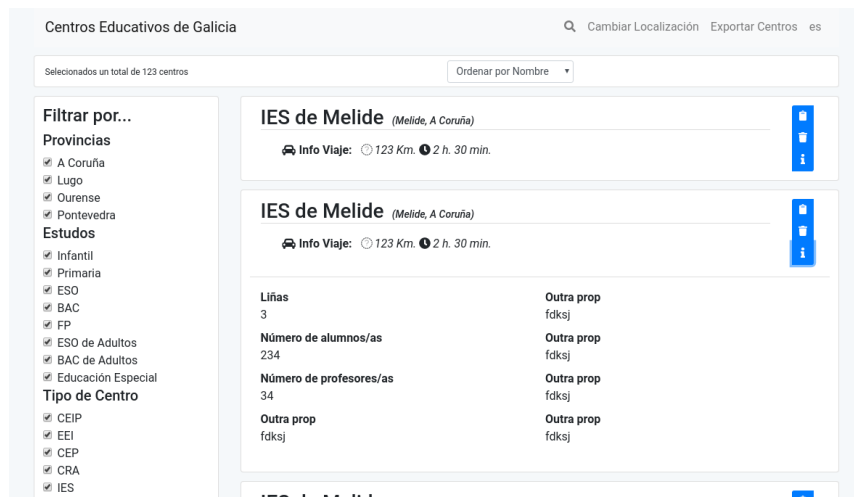 Centros Educativos de Galicia
Cambiar Localización Exportar Centros es
Selecionados un total de 123 centros
Ordenar por Nombre
Filtrar por...
Provincias
A Coruña
Lugo
Ourense
Pontevedra
Estudos
Infantil
Primaria
ESO
BAC
FP
ESO de Adultos
BAC de Adultos
Educación Especial
Tipo de Centro
CEIP
EEI
CEP
CRA
IES
IES de Melide (Melide, A Coruña)
Info Viaje: 123 Km. 2 h. 30 min.
IES de Melide (Melide, A Coruña)
Info Viaje: 123 Km. 2 h. 30 min.
Liñas
3
Número de alumnos/as
234
Número de profesores/as
34
Outra prop
fdksj
Outra prop
fdksj
Outra prop
fdksj
Outra prop
fdksj
Outra prop
fdksj